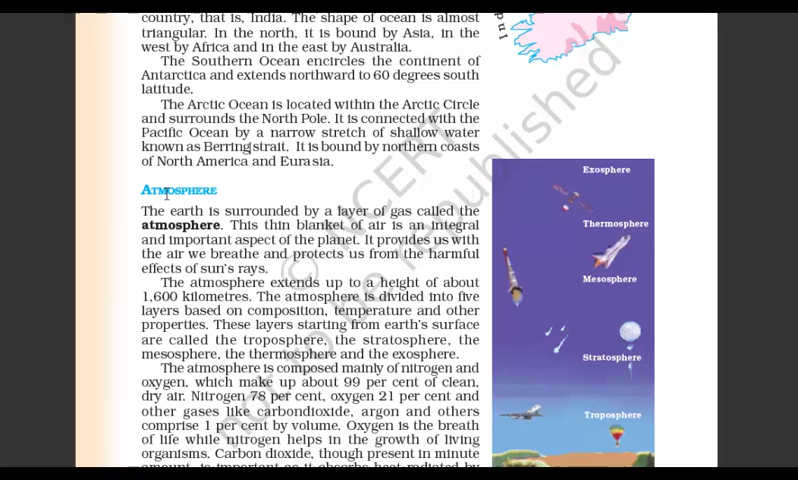 country, that is, India. The shape of ocean is almost
triangular. In the north, it is bound by Asia, in the
west by Africa and in the east by Australia.
The Southern Ocean encircles the continent of
Antarctica and extends northward to 60 degrees south
latitude.
The Arctic Ocean is located within the Arctic Circle
and surrounds the North Pole. It is connected with the
Pacific Ocean by a narrow stretch of shallow water
known as Berring strait. It is bound by northern coasts
of North America and Eurasia.
ATMOSPHERE
The earth is surrounded by a layer of gas called the
atmosphere. This thin blanket of air is an integral
and important aspect of the planet. It provides us with
the air we breathe and protects us from the harmful
effects of sun's rays.
The atmosphere extends up to a height of about
1,600 kilometres. The atmosphere is divided into five
layers based on composition, temperature and other
properties. These layers starting from earth's surface
are called the troposphere, the stratosphere, the
mesosphere, the thermosphere and the exosphere.
The atmosphere is composed mainly of nitrogen and
oxygen, which make up about 99 per cent of clean,
dry air. Nitrogen 78 per cent, oxygen 21 per cent and
other gases like carbondioxide, argon and others
comprise 1 per cent by volume. Oxygen is the breath
of life while nitrogen helps in the growth of living
organisms. Carbon dioxide, though present in minute
amount, is important as it absorbs heat radiated by
Ind
Exosphere
Thermosphere
Mesosphere
Stratosphere
Troposphere
© NCERT
not to be republished